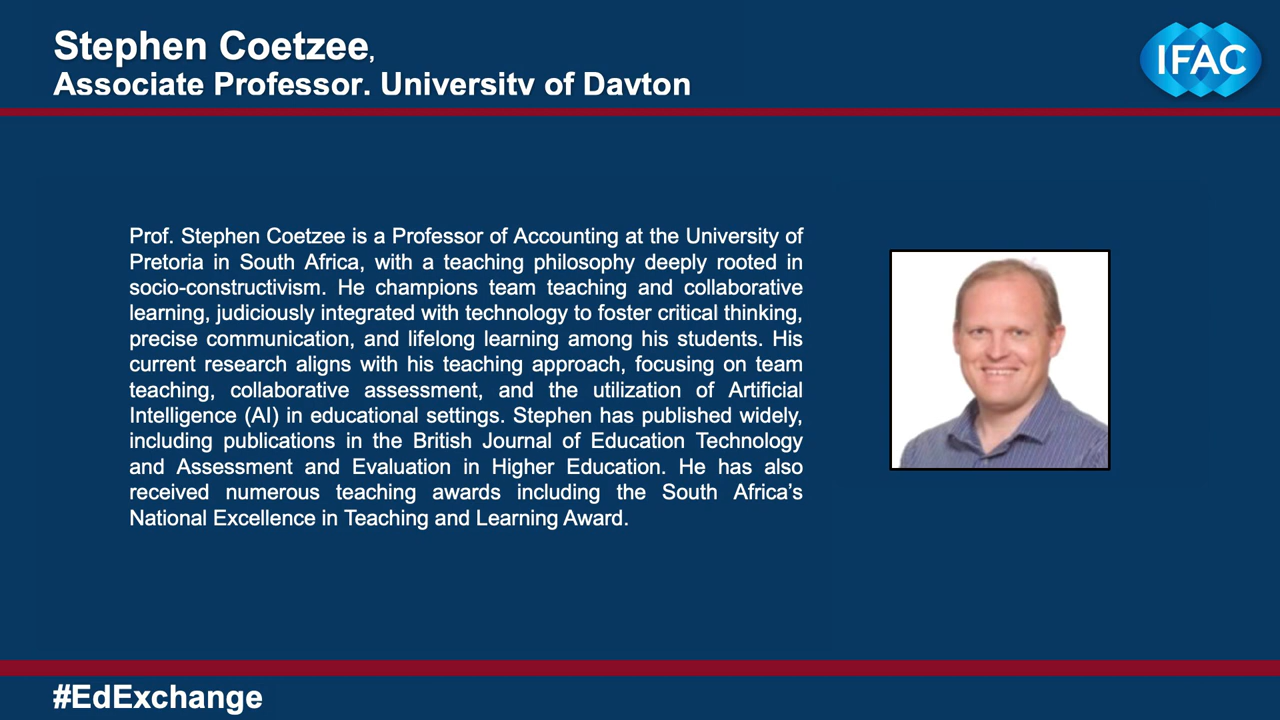 Stephen Coetzee,
Associate Professor, University of Dayton
IFAC
Prof. Stephen Coetzee is a Professor of Accounting at the University of
Pretoria in South Africa, with a teaching philosophy deeply rooted in
socio-constructivism. He champions team teaching and collaborative
learning, judiciously integrated with technology to foster critical thinking,
precise communication, and lifelong learning among his students. His
current research aligns with his teaching approach, focusing on team
teaching, collaborative assessment, and the utilization of Artificial
Intelligence (AI) in educational settings. Stephen has published widely,
including publications in the British Journal of Education Technology
and Assessment and Evaluation in Higher Education. He has also
received numerous teaching awards including the South Africa’s
National Excellence in Teaching and Learning Award.
#EdExchange